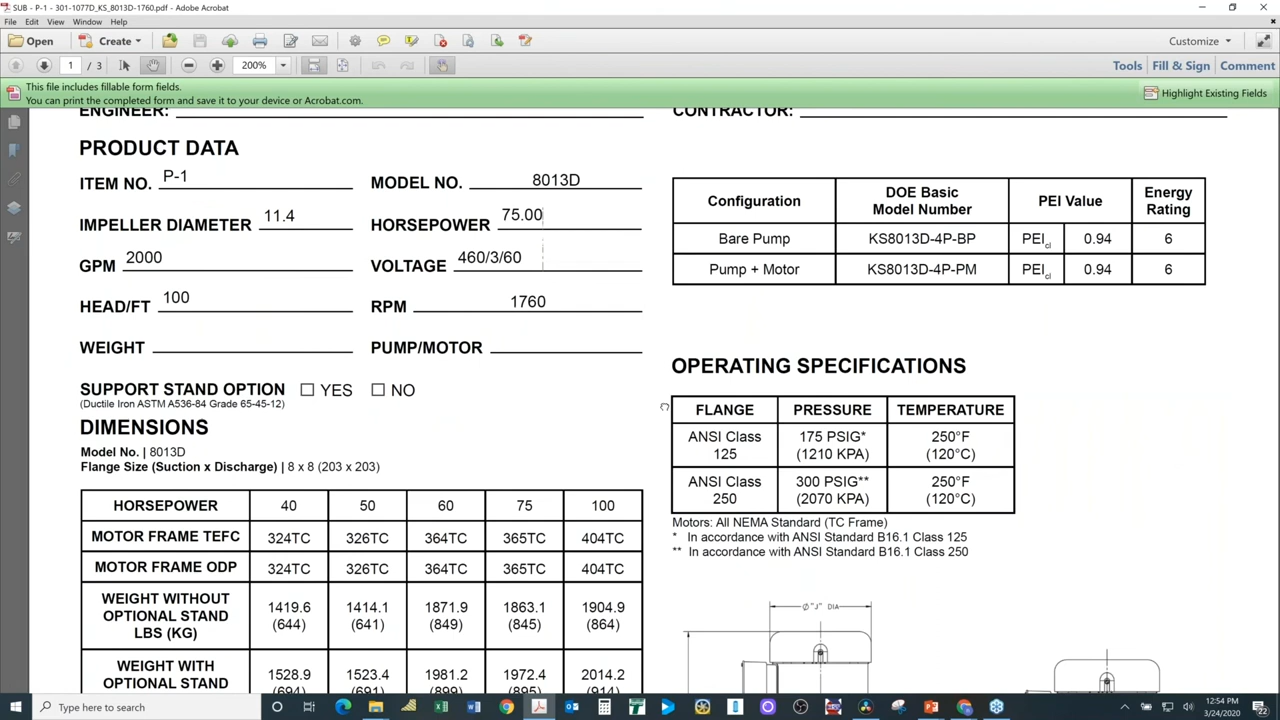 SUB - P-1 - 301-1077D_KS_8013D-1760.pdf - Adobe Acrobat
File Edit View Window Help
Open Create Customize
1 / 3 200% Tools Fill & Sign Comment
This file includes fillable form fields.
You can print the completed form and save it to your device or Acrobat.com.
Highlight Existing Fields
ENGINEER: CONTRACTOR:
PRODUCT DATA
ITEM NO. P-1 MODEL NO. 8013D
IMPELLER DIAMETER 11.4 HORSEPOWER 75.00
GPM 2000 VOLTAGE 460/3/60
HEAD/FT 100 RPM 1760
WEIGHT PUMP/MOTOR
SUPPORT STAND OPTION YES NO
(Ductile Iron ASTM A536-84 Grade 65-45-12)
DIMENSIONS
Model No. | 8013D
Flange Size (Suction x Discharge) | 8 x 8 (203 x 203)
HORSEPOWER 40 50 60 75 100
MOTOR FRAME TEFC 324TC 326TC 364TC 365TC 404TC
MOTOR FRAME ODP 324TC 326TC 364TC 365TC 404TC
WEIGHT WITHOUT
OPTIONAL STAND
LBS (KG)
1419.6 1414.1 1871.9 1863.1 1904.9
(644) (641) (849) (845) (864)
WEIGHT WITH
OPTIONAL STAND
1528.9 1523.4 1981.2 1972.4 2014.2
(694) (691) (899) (895) (914)
Configuration DOE Basic Model Number PEI Value Energy Rating
Bare Pump KS8013D-4P-BP PEIcl 0.94 6
Pump + Motor KS8013D-4P-PM PEIcl 0.94 6
OPERATING SPECIFICATIONS
FLANGE PRESSURE TEMPERATURE
ANSI Class 175 PSIG* 250°F
125 (1210 KPA) (120°C)
ANSI Class 300 PSIG** 250°F
250 (2070 KPA) (120°C)
Motors: All NEMA Standard (TC Frame)
* In accordance with ANSI Standard B16.1 Class 125
** In accordance with ANSI Standard B16.1 Class 250
Ø"J" DIA
Type here to search
12:54 PM
3/24/2020
22